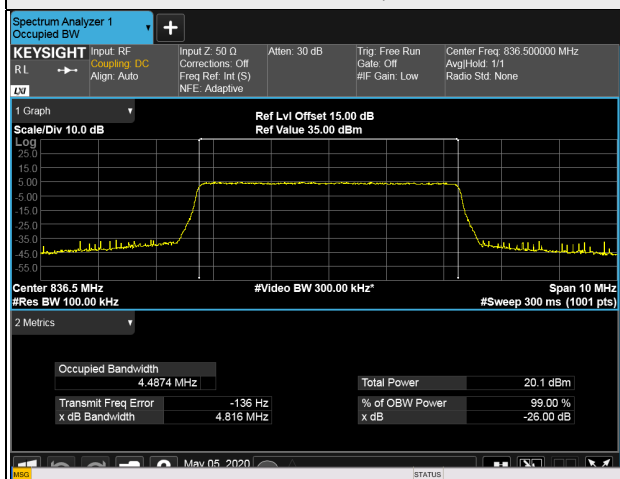 Spectrum Analyzer 1
Occupied BW
+
KEYSIGHT Input: RF Input Z: 50 Ω Atten: 30 dB Trig: Free Run Center Freq: 836.500000 MHz
RL Coupling: DC Corrections: Off Gate: Off Avg|Hold: 1/1
Align: Auto Freq Ref: Int (S) #IF Gain: Low Radio Std: None
LXI NFE: Adaptive
1 Graph Ref Lvl Offset 15.00 dB
Scale/Div 10.0 dB Ref Value 35.00 dBm
Log
25.0
15.0
5.00
-5.00
-15.0
-25.0
-35.0
-45.0
-55.0
Center 836.5 MHz #Video BW 300.00 kHz* Span 10 MHz
#Res BW 100.00 kHz #Sweep 300 ms (1001 pts)
2 Metrics
Occupied Bandwidth
4.4874 MHz Total Power 20.1 dBm
Transmit Freq Error -136 Hz % of OBW Power 99.00 %
x dB Bandwidth 4.816 MHz x dB -26.00 dB
May 05, 2020
MSG STATUS